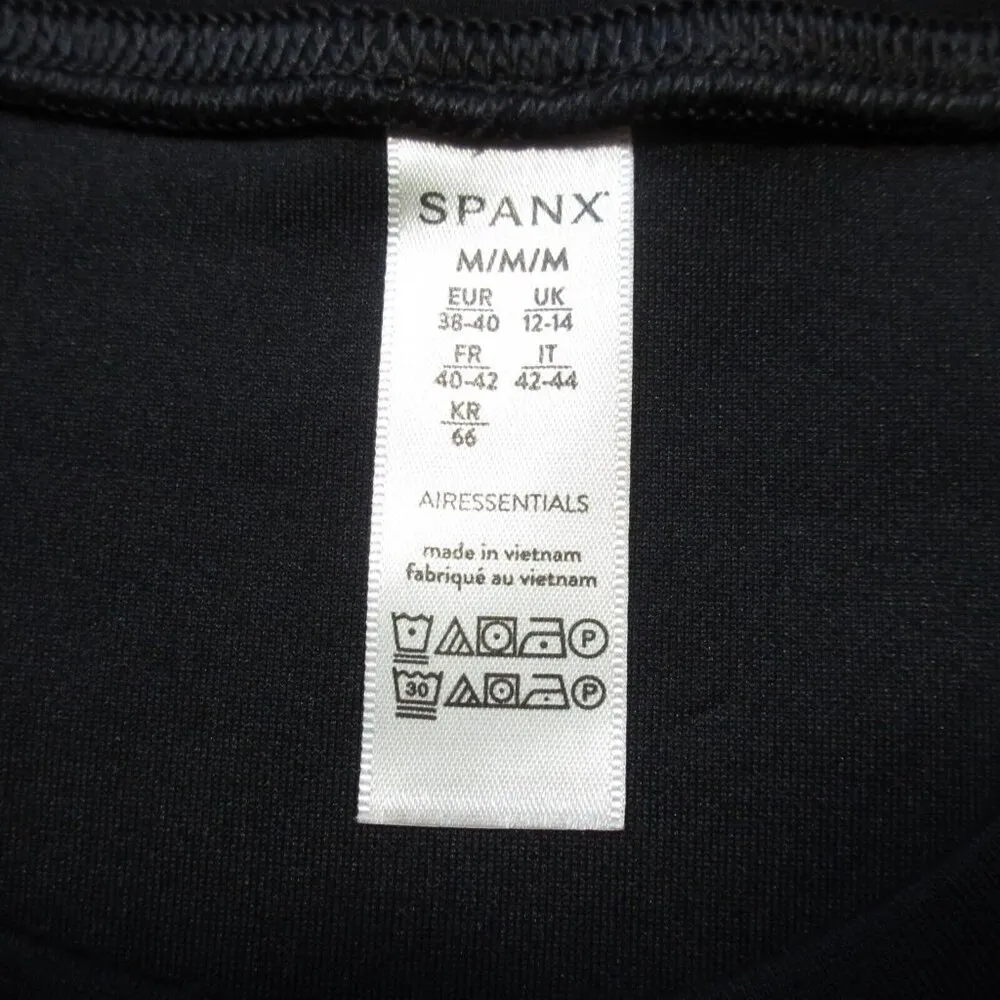 SPANX
M/M/M
EUR UK
38-40 12-14
FR IT
40-42 42-44
KR
66
AIRESSENTIALS
made in vietnam
fabriqué au vietnam
P
30 P